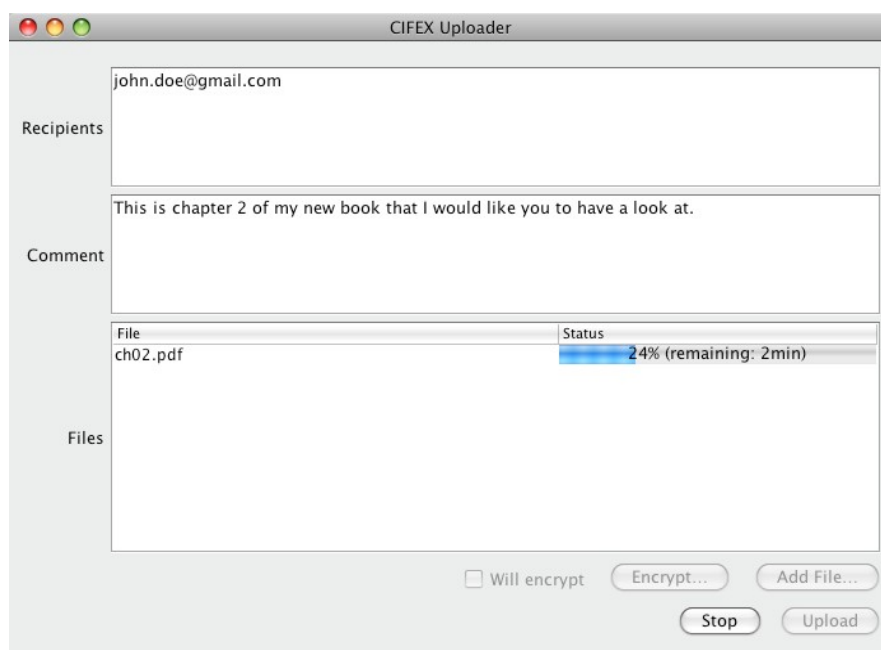 CIFEX Uploader
Recipients
john.doe@gmail.com
Comment
This is chapter 2 of my new book that I would like you to have a look at.
Files
File Status
ch02.pdf 24% (remaining: 2min)
Will encrypt Encrypt... Add File...
Stop Upload